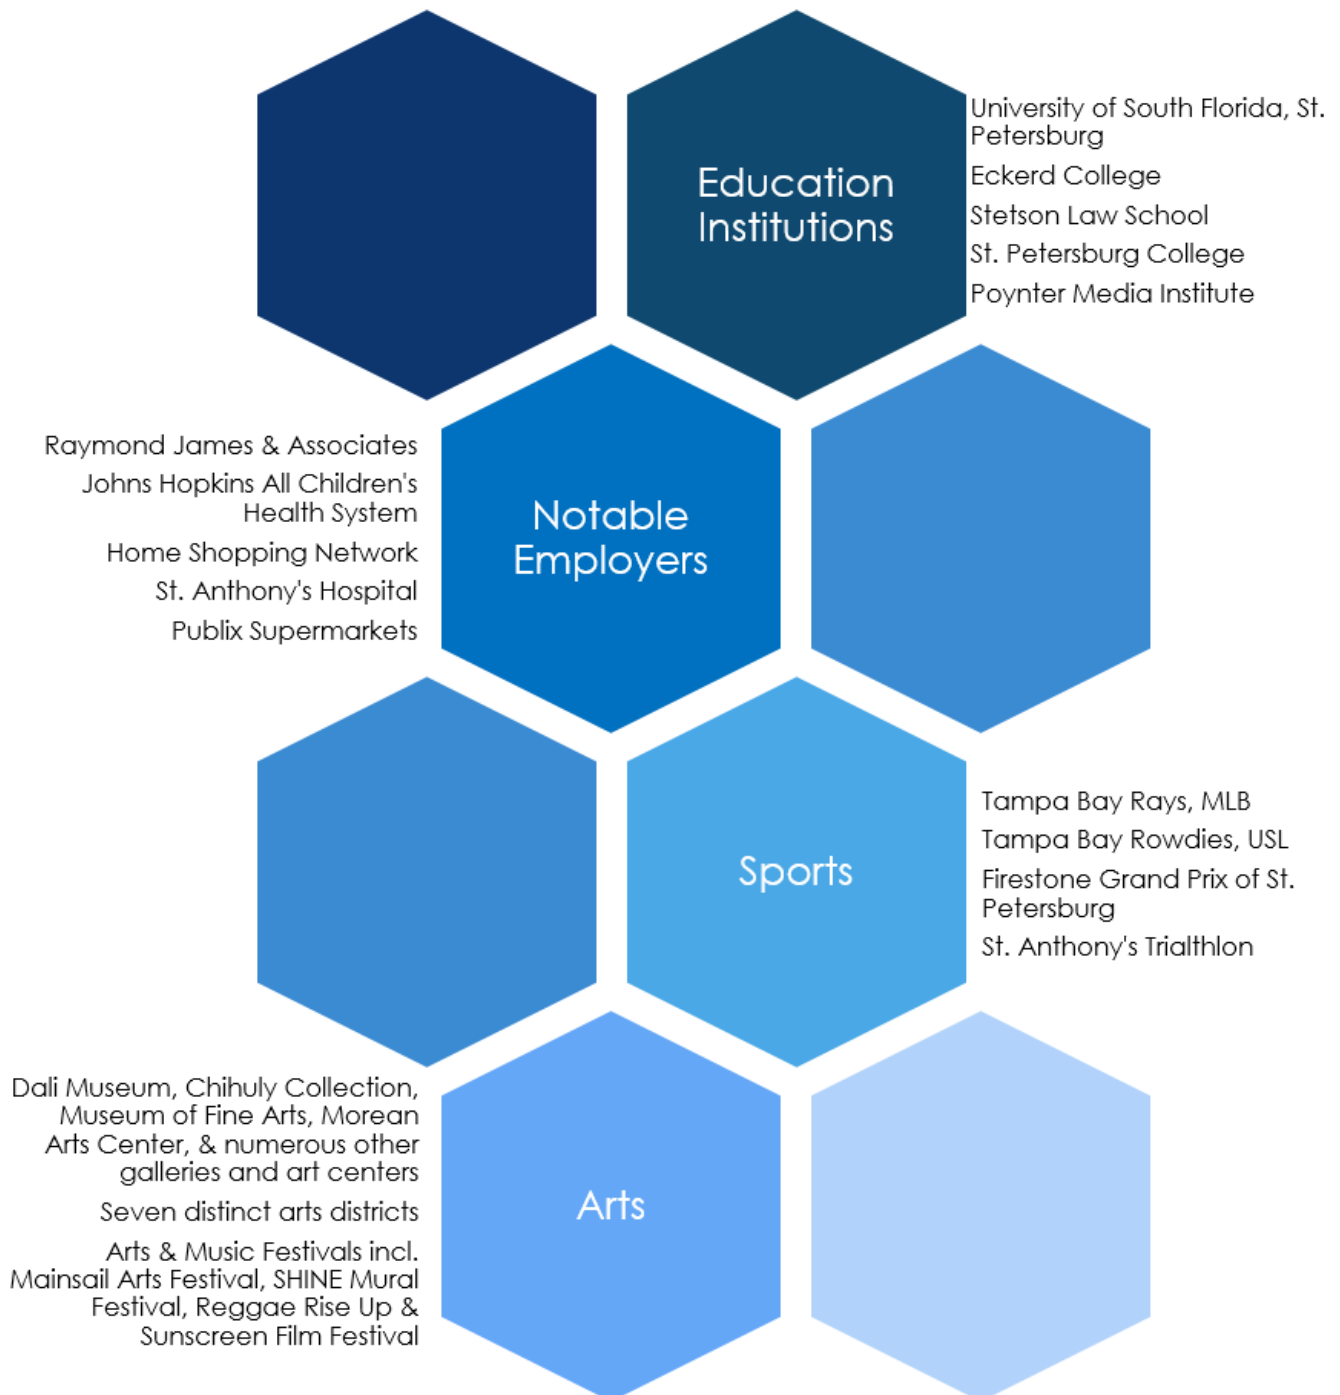 Education
Institutions
University of South Florida, St.
Petersburg
Eckerd College
Stetson Law School
St. Petersburg College
Poynter Media Institute
Notable
Employers
Raymond James & Associates
Johns Hopkins All Children's
Health System
Home Shopping Network
St. Anthony's Hospital
Publix Supermarkets
Sports
Tampa Bay Rays, MLB
Tampa Bay Rowdies, USL
Firestone Grand Prix of St.
Petersburg
St. Anthony's Trialthlon
Arts
Dali Museum, Chihuly Collection,
Museum of Fine Arts, Morean
Arts Center, & numerous other
galleries and art centers
Seven distinct arts districts
Arts & Music Festivals incl.
Mainsail Arts Festival, SHINE Mural
Festival, Reggae Rise Up &
Sunscreen Film Festival